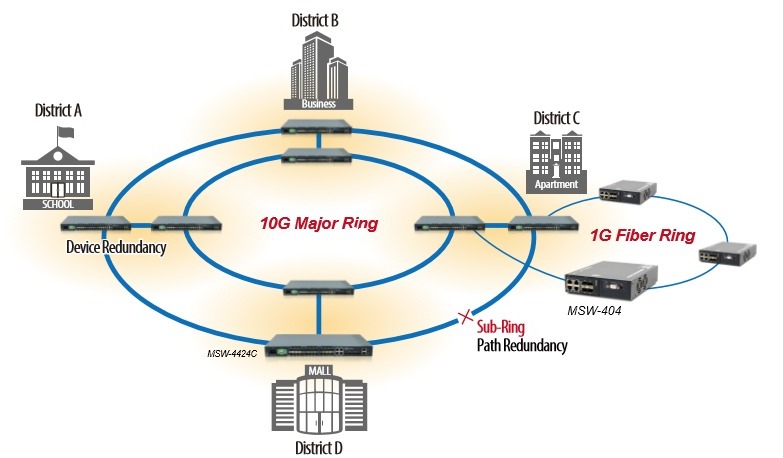 District B
Business
District A
SCHOOL
District C
Apartment
10G Major Ring
1G Fiber Ring
Device Redundancy
MSW-404
Sub-Ring
Path Redundancy
MSW-4424C
MALL
District D